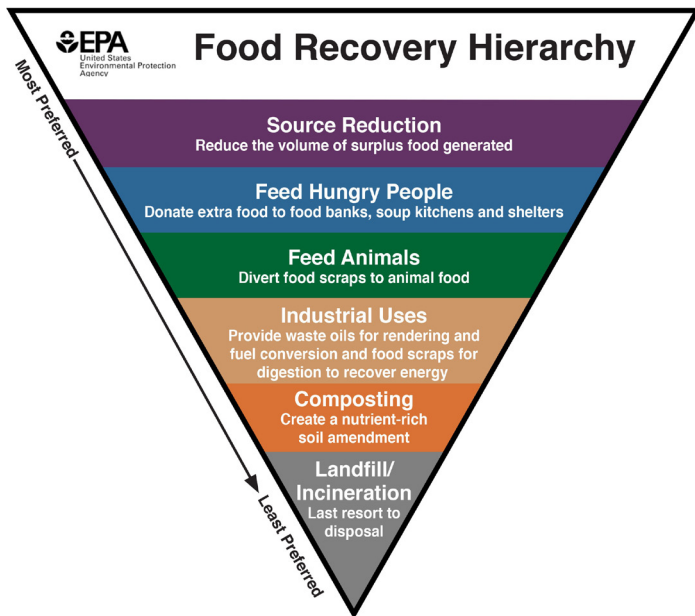 EPA
United States
Environmental Protection
Agency
Food Recovery Hierarchy
Most Preferred
Source Reduction
Reduce the volume of surplus food generated
Feed Hungry People
Donate extra food to food banks, soup kitchens and shelters
Feed Animals
Divert food scraps to animal food
Industrial Uses
Provide waste oils for rendering and
fuel conversion and food scraps for
digestion to recover energy
Composting
Create a nutrient-rich
soil amendment
Landfill/
Incineration
Last resort to
disposal
Least Preferred